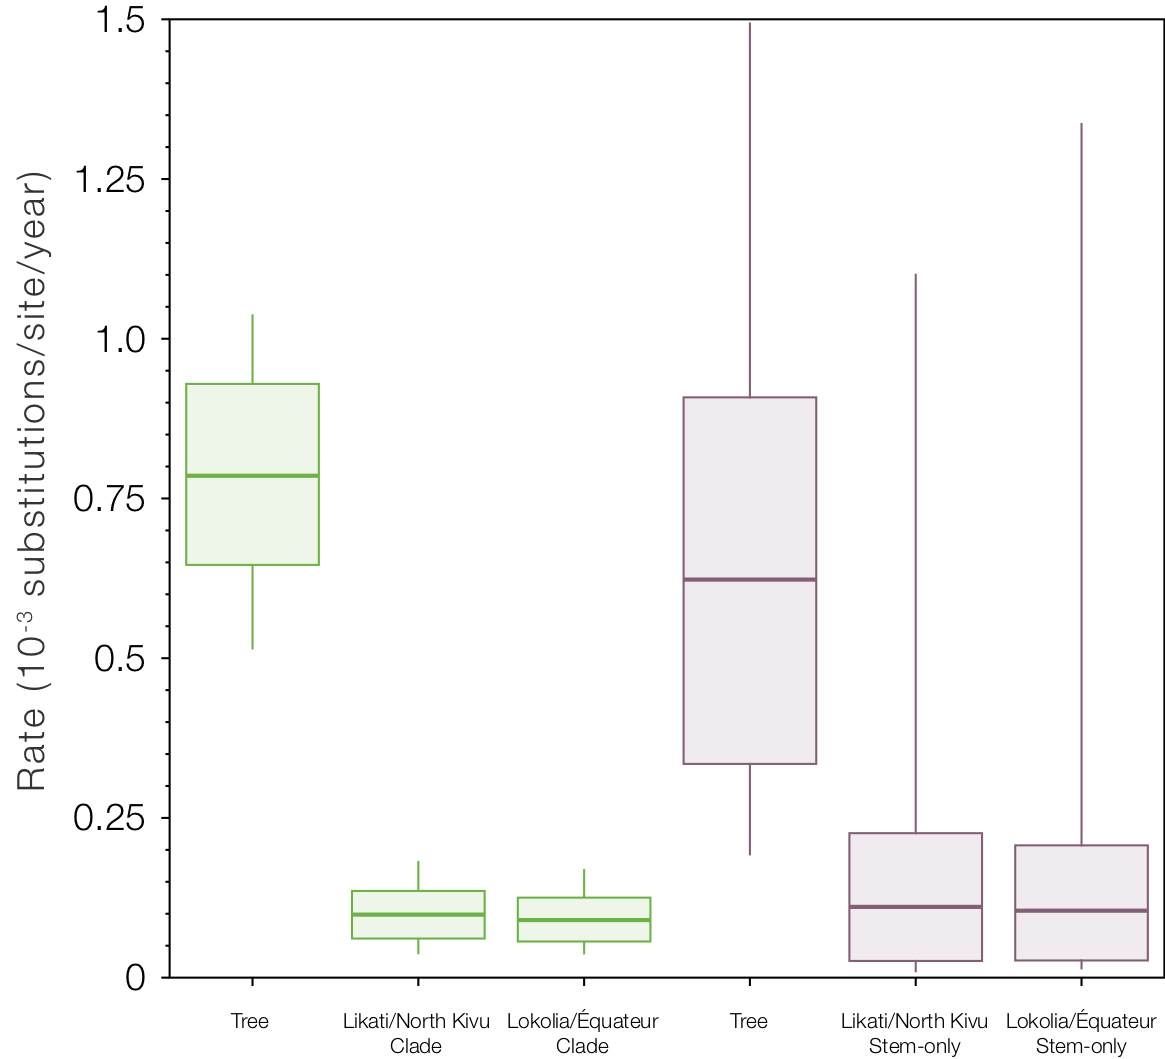 Rate (10⁻³ substitutions/site/year)
1.5
1.25
1.0
0.75
0.5
0.25
0
Tree
Likati/North Kivu
Clade
Lokolia/Équateur
Clade
Tree
Likati/North Kivu
Stem-only
Lokolia/Équateur
Stem-only